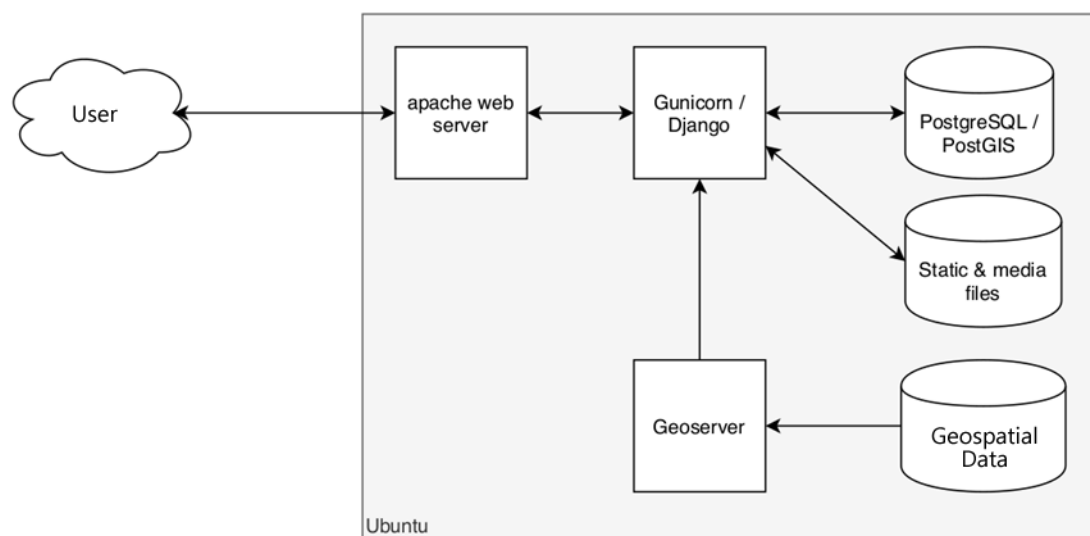 User
apache web
server
Gunicorn /
Django
PostgreSQL /
PostGIS
Static & media
files
Geoserver
Geospatial
Data
Ubuntu